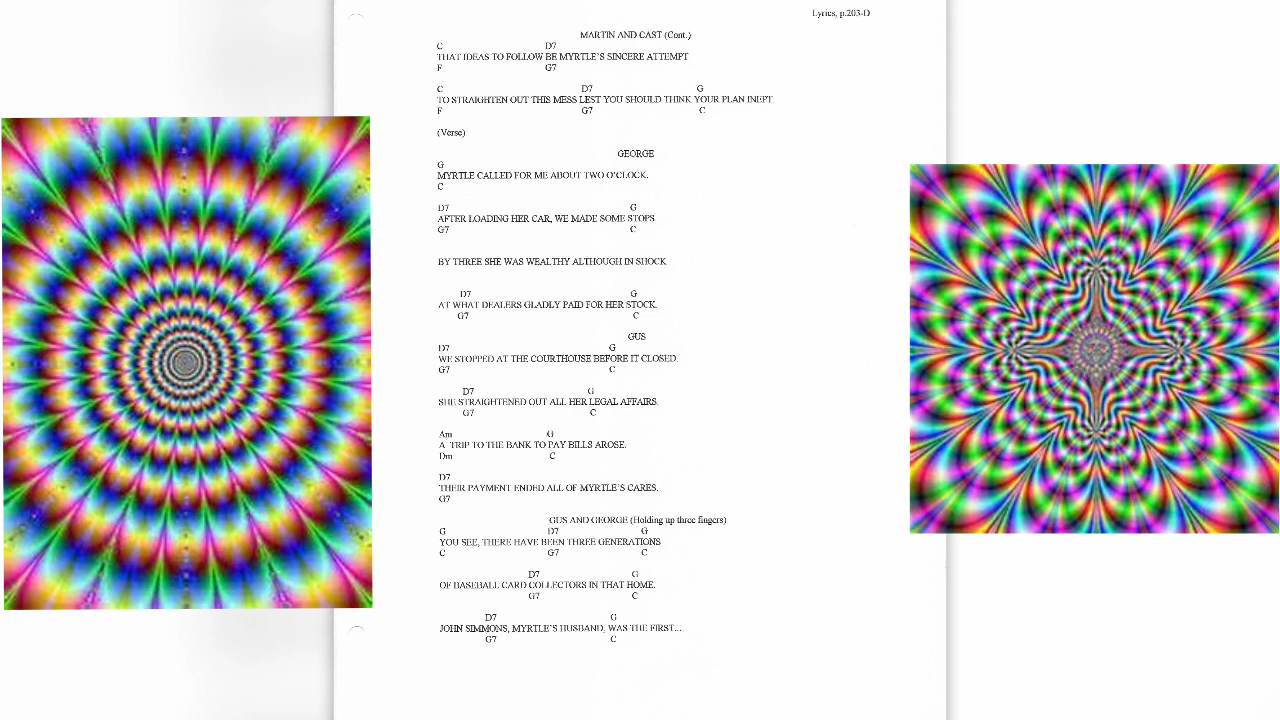 Lyrics, p.203-D
MARTIN AND CAST (Cont.)
C D7
THAT IDEAS TO FOLLOW BE MYRTLE'S SINCERE ATTEMPT
F G7
C D7 G
TO STRAIGHTEN OUT THIS MESS LEST YOU SHOULD THINK YOUR PLAN INEPT.
F G7 C
(Verse)
GEORGE
G
MYRTLE CALLED FOR ME ABOUT TWO O'CLOCK.
C
D7 G
AFTER LOADING HER CAR, WE MADE SOME STOPS.
G7 C
BY THREE SHE WAS WEALTHY ALTHOUGH IN SHOCK
D7 G
AT WHAT DEALERS GLADLY PAID FOR HER STOCK.
G7 C
GUS
D7 G
WE STOPPED AT THE COURTHOUSE BEFORE IT CLOSED.
G7 C
D7 G
SHE STRAIGHTENED OUT ALL HER LEGAL AFFAIRS.
G7 C
Am G
A TRIP TO THE BANK TO PAY BILLS AROSE.
Dm C
D7
THEIR PAYMENT ENDED ALL OF MYRTLE'S CARES.
G7
GUS AND GEORGE (Holding up three fingers)
G D7 G
YOU SEE, THERE HAVE BEEN THREE GENERATIONS
C G7 C
D7 G
OF BASEBALL CARD COLLECTORS IN THAT HOME.
G7 C
D7 G
JOHN SIMMONS, MYRTLE'S HUSBAND, WAS THE FIRST...
G7 C